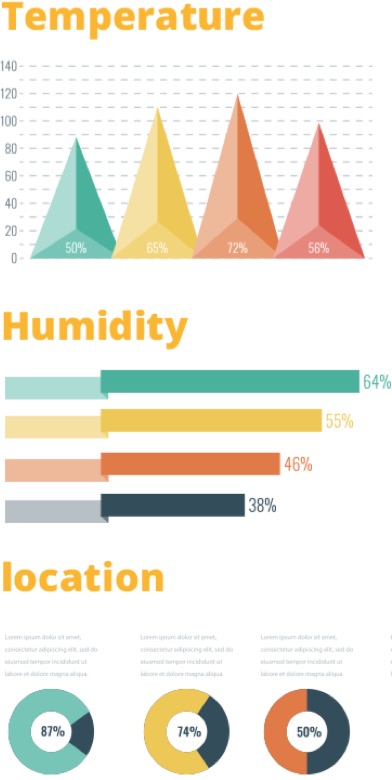 Temperature
140
120
100
80
60
40
20
0
50%
65%
72%
56%
Humidity
64%
55%
46%
38%
location
Lorem ipsum dolor sit amet,
consectetur adipiscing elit, sed do
eiusmod tempor incididunt ut
labore et dolore magna aliqua.
Lorem ipsum dolor sit amet,
consectetur adipiscing elit, sed do
eiusmod tempor incididunt ut
labore et dolore magna aliqua.
Lorem ipsum dolor sit amet,
consectetur adipiscing elit, sed do
eiusmod tempor incididunt ut
labore et dolore magna aliqua.
87%
74%
50%